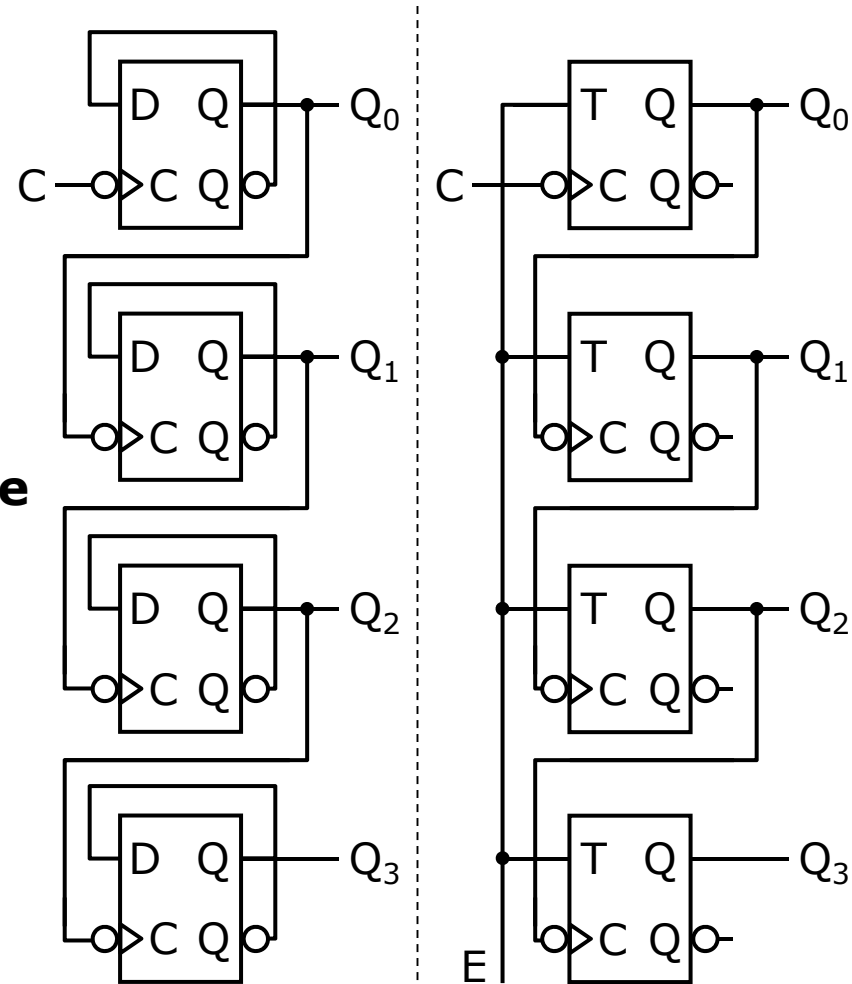 D Q Q0
C C Q
D Q Q1
C Q
e
D Q Q2
C Q
D Q Q3
C Q
T Q Q0
C C Q
T Q Q1
C Q
T Q Q2
C Q
T Q Q3
C Q
E